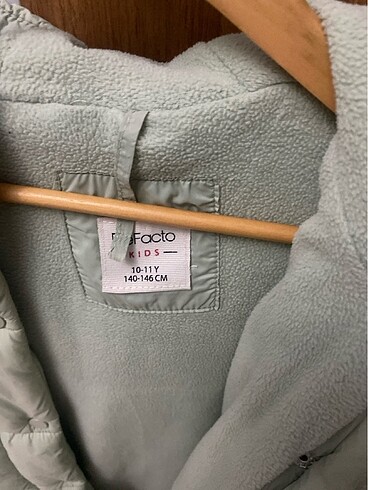 DeFacto
KIDS
10-11 Y
140-146 CM